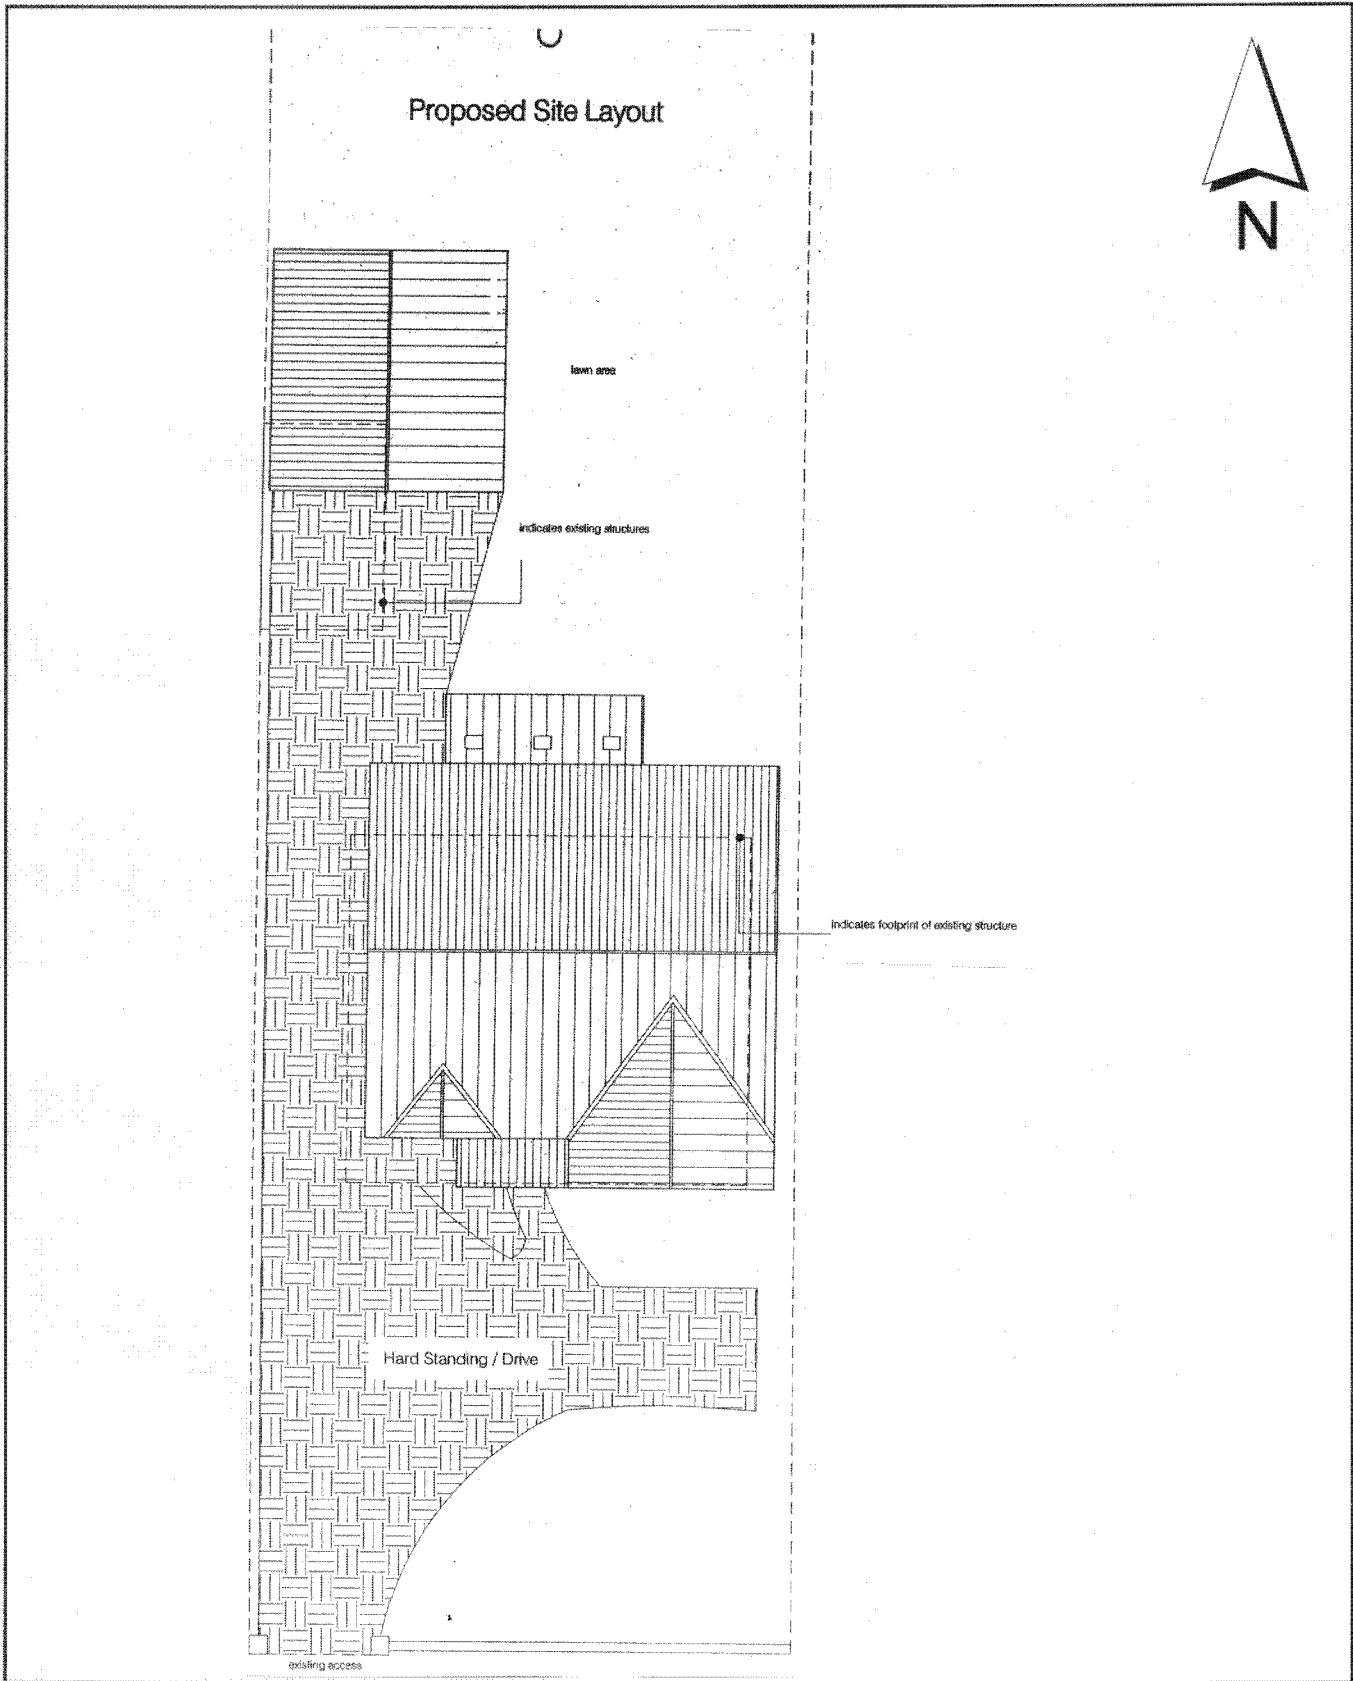 Proposed Site Layout
N
lawn area
indicates existing structures
indicates footprint of existing structure
Hard Standing / Drive
existing access